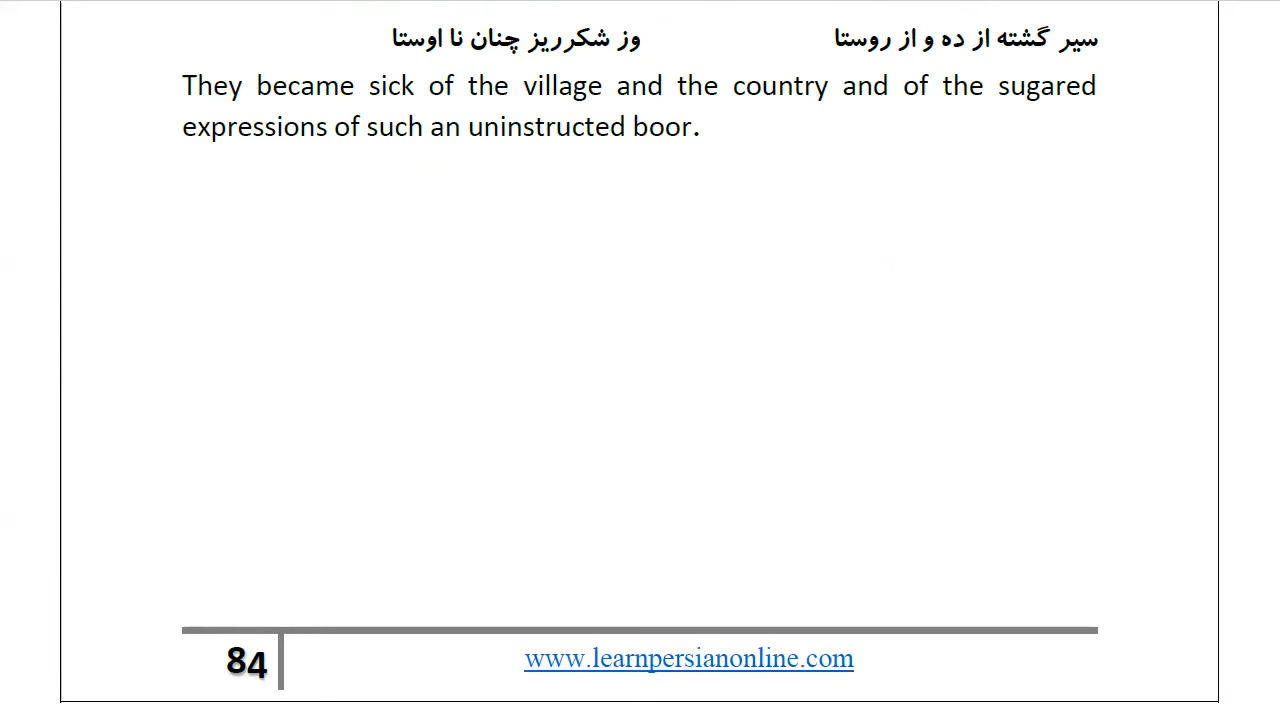 سیر گشته از ده و از روستا وز شکرریز چنان نا اوستا
They became sick of the village and the country and of the sugared
expressions of such an uninstructed boor.
84 www.learnpersianonline.com